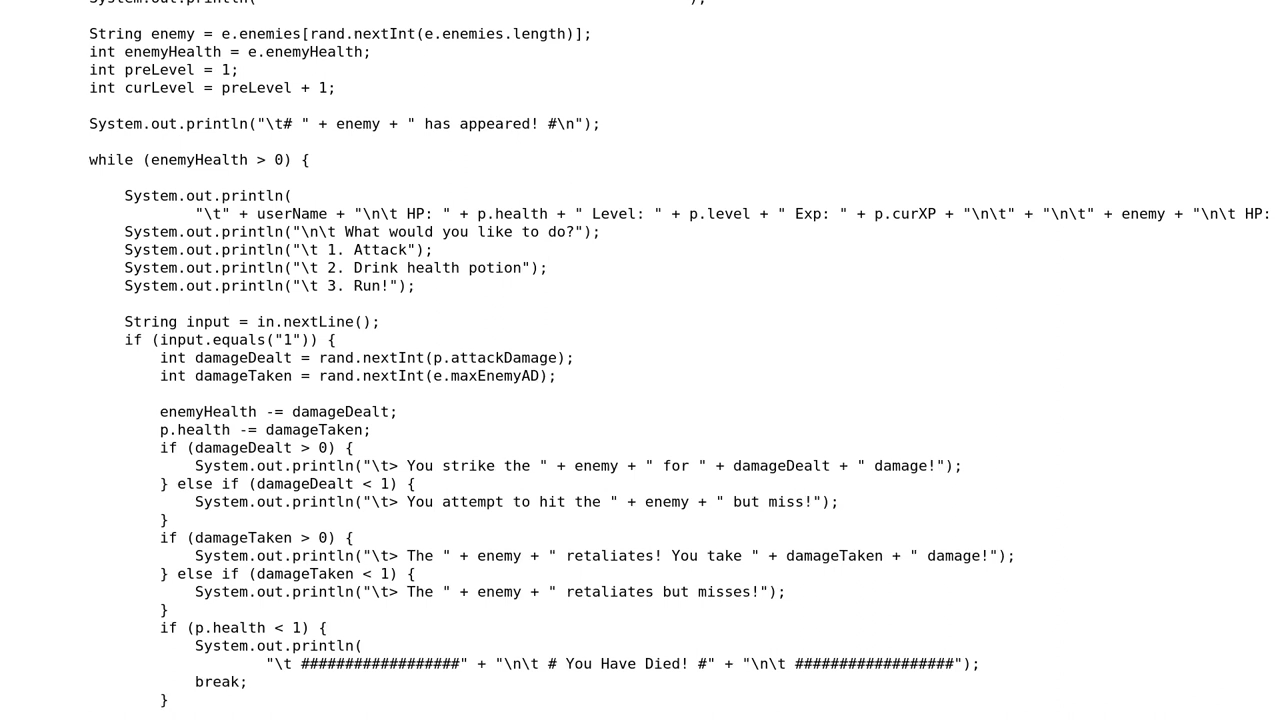 System.out.println("                                                 ");
String enemy = e.enemies[rand.nextInt(e.enemies.length)];
int enemyHealth = e.enemyHealth;
int preLevel = 1;
int curLevel = preLevel + 1;
System.out.println("\t# " + enemy + " has appeared! #\n");
while (enemyHealth > 0) {
System.out.println(
"\t" + userName + "\n\t HP: " + p.health + " Level: " + p.level + " Exp: " + p.curXP + "\n\t" + "\n\t" + enemy + "\n\t HP:
System.out.println("\n\t What would you like to do?");
System.out.println("\t 1. Attack");
System.out.println("\t 2. Drink health potion");
System.out.println("\t 3. Run!");
String input = in.nextLine();
if (input.equals("1")) {
int damageDealt = rand.nextInt(p.attackDamage);
int damageTaken = rand.nextInt(e.maxEnemyAD);
enemyHealth -= damageDealt;
p.health -= damageTaken;
if (damageDealt > 0) {
System.out.println("\t> You strike the " + enemy + " for " + damageDealt + " damage!");
} else if (damageDealt < 1) {
System.out.println("\t> You attempt to hit the " + enemy + " but miss!");
}
if (damageTaken > 0) {
System.out.println("\t> The " + enemy + " retaliates! You take " + damageTaken + " damage!");
} else if (damageTaken < 1) {
System.out.println("\t> The " + enemy + " retaliates but misses!");
}
if (p.health < 1) {
System.out.println(
"\t ##################" + "\n\t # You Have Died! #" + "\n\t ##################");
break;
}